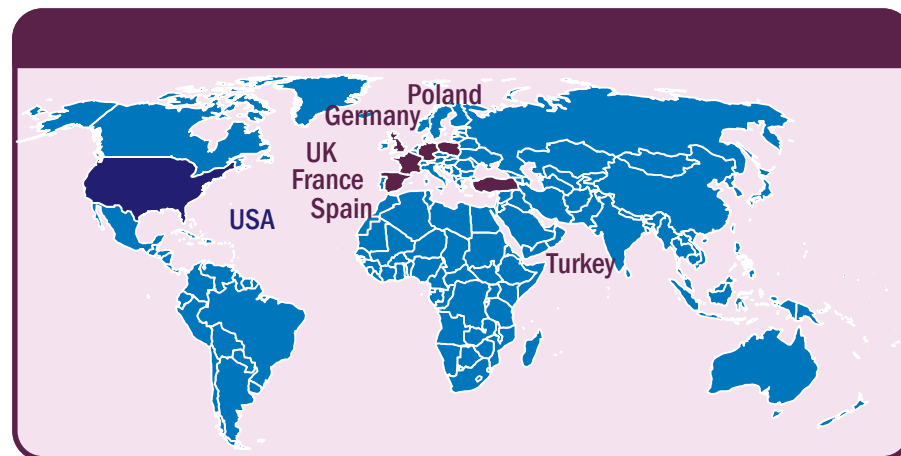 Poland
Germany
UK
France
Spain
USA
Turkey